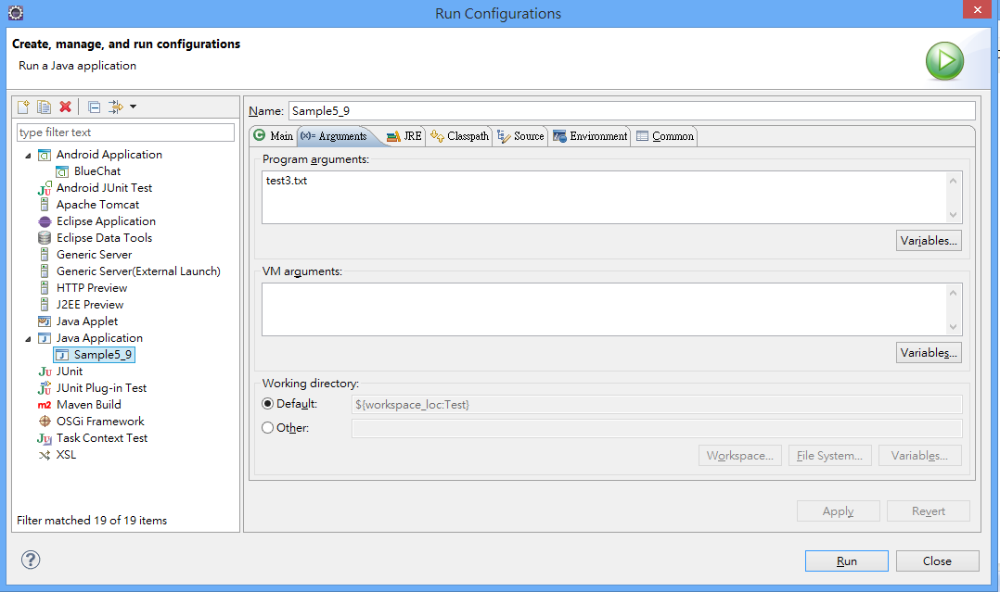 Run Configurations
Create, manage, and run configurations
Run a Java application
type filter text
Android Application
BlueChat
Android JUnit Test
Apache Tomcat
Eclipse Application
Eclipse Data Tools
Generic Server
Generic Server(External Launch)
HTTP Preview
J2EE Preview
Java Applet
Java Application
Sample5_9
JUnit
JUnit Plug-in Test
Maven Build
OSGi Framework
Task Context Test
XSL
Filter matched 19 of 19 items
Name: Sample5_9
Main (x)= Arguments JRE Classpath Source Environment Common
Program arguments:
test3.txt
Variables...
VM arguments:
Variables...
Working directory:
Default: ${workspace_loc:Test}
Other:
Workspace... File System... Variables...
Apply Revert
Run Close